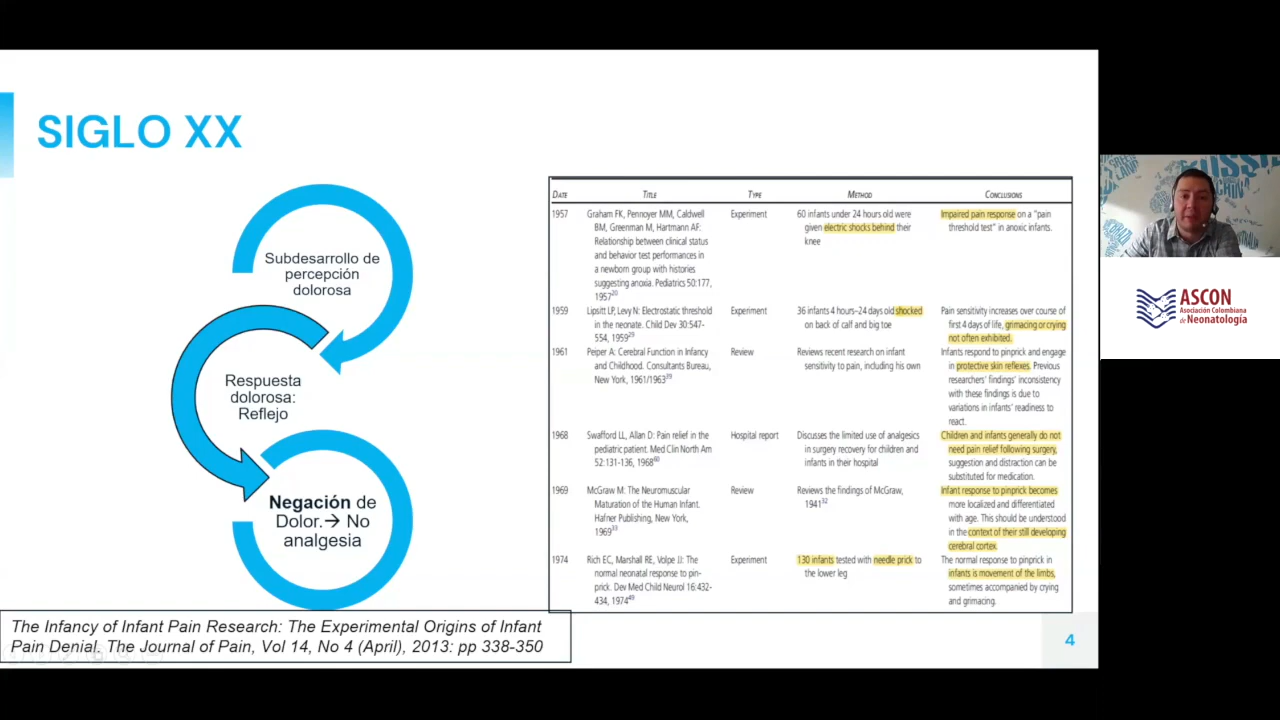 SIGLO XX
Subdesarrollo de
percepción
dolorosa
Respuesta
dolorosa:
Reflejo
Negación de
Dolor.→ No
analgesia
DATE TITLE TYPE METHOD CONCLUSIONS
1957 Graham FK, Pennoyer MM, Caldwell Experiment 60 infants under 24 hours old were Impaired pain response on a "pain
BM, Greenman M, Hartmann AF: given electric shocks behind their threshold test" in anoxic infants.
Relationship between clinical status knee
and behavior test performances in
a newborn group with histories
suggesting anoxia. Pediatrics 50:177,
1957
1959 Lipsitt LP, Levy N: Electrostatic threshold Experiment 36 infants 4 hours–24 days old shocked Pain sensitivity increases over course of
in the neonate. Child Dev 30:547- on back of calf and big toe first 4 days of life, grimacing or crying
554, 1959 not often exhibited.
1961 Peiper A: Cerebral Function in Infancy Review Reviews recent research on infant Infants respond to pinprick and engage
and Childhood. Consultants Bureau, sensitivity to pain, including his own in protective skin reflexes. Previous
New York, 1961/1963 researchers' findings' inconsistency
with these findings is due to
variations in infants' readiness to
react.
1968 Swafford LL, Allan D: Pain relief in the Hospital report Discusses the limited use of analgesics Children and infants generally do not
pediatric patient. Med Clin North Am in surgery recovery for children and need pain relief following surgery,
52:131-136, 1968 infants in their hospital suggestion and distraction can be
substituted for medication.
1969 McGraw M: The Neuromuscular Review Reviews the findings of McGraw, Infant response to pinprick becomes
Maturation of the Human Infant. 1941 more localized and differentiated
Hafner Publishing, New York, with age. This should be understood
1969 in the context of their still developing
cerebral cortex.
1974 Rich EC, Marshall RE, Volpe JJ: The Experiment 130 infants tested with needle prick to The normal response to pinprick in
normal neonatal response to pin- the lower leg infants is movement of the limbs,
prick. Dev Med Child Neurol 16:432- sometimes accompanied by crying
434, 1974 and grimacing.
The Infancy of Infant Pain Research: The Experimental Origins of Infant
Pain Denial. The Journal of Pain, Vol 14, No 4 (April), 2013: pp 338-350
4
ASCON
Asociación Colombiana
de Neonatología